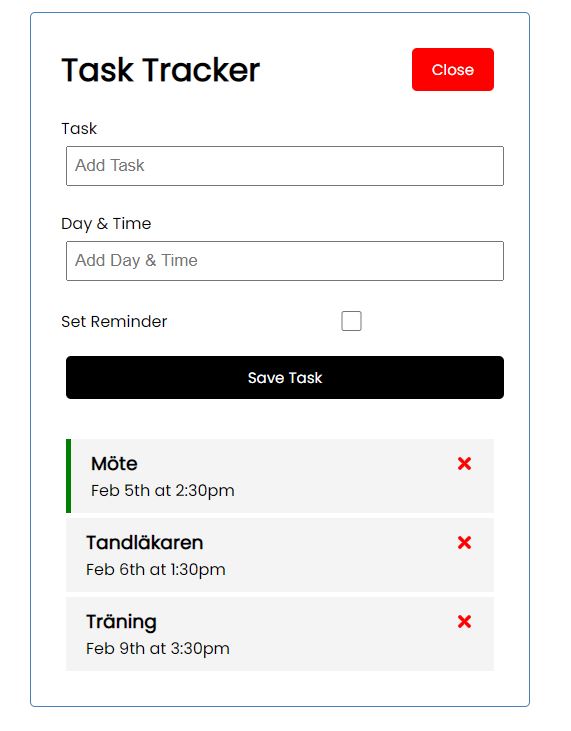 Task Tracker
Close
Task
Add Task
Day & Time
Add Day & Time
Set Reminder
Save Task
Möte
Feb 5th at 2:30pm
Tandläkaren
Feb 6th at 1:30pm
Träning
Feb 9th at 3:30pm